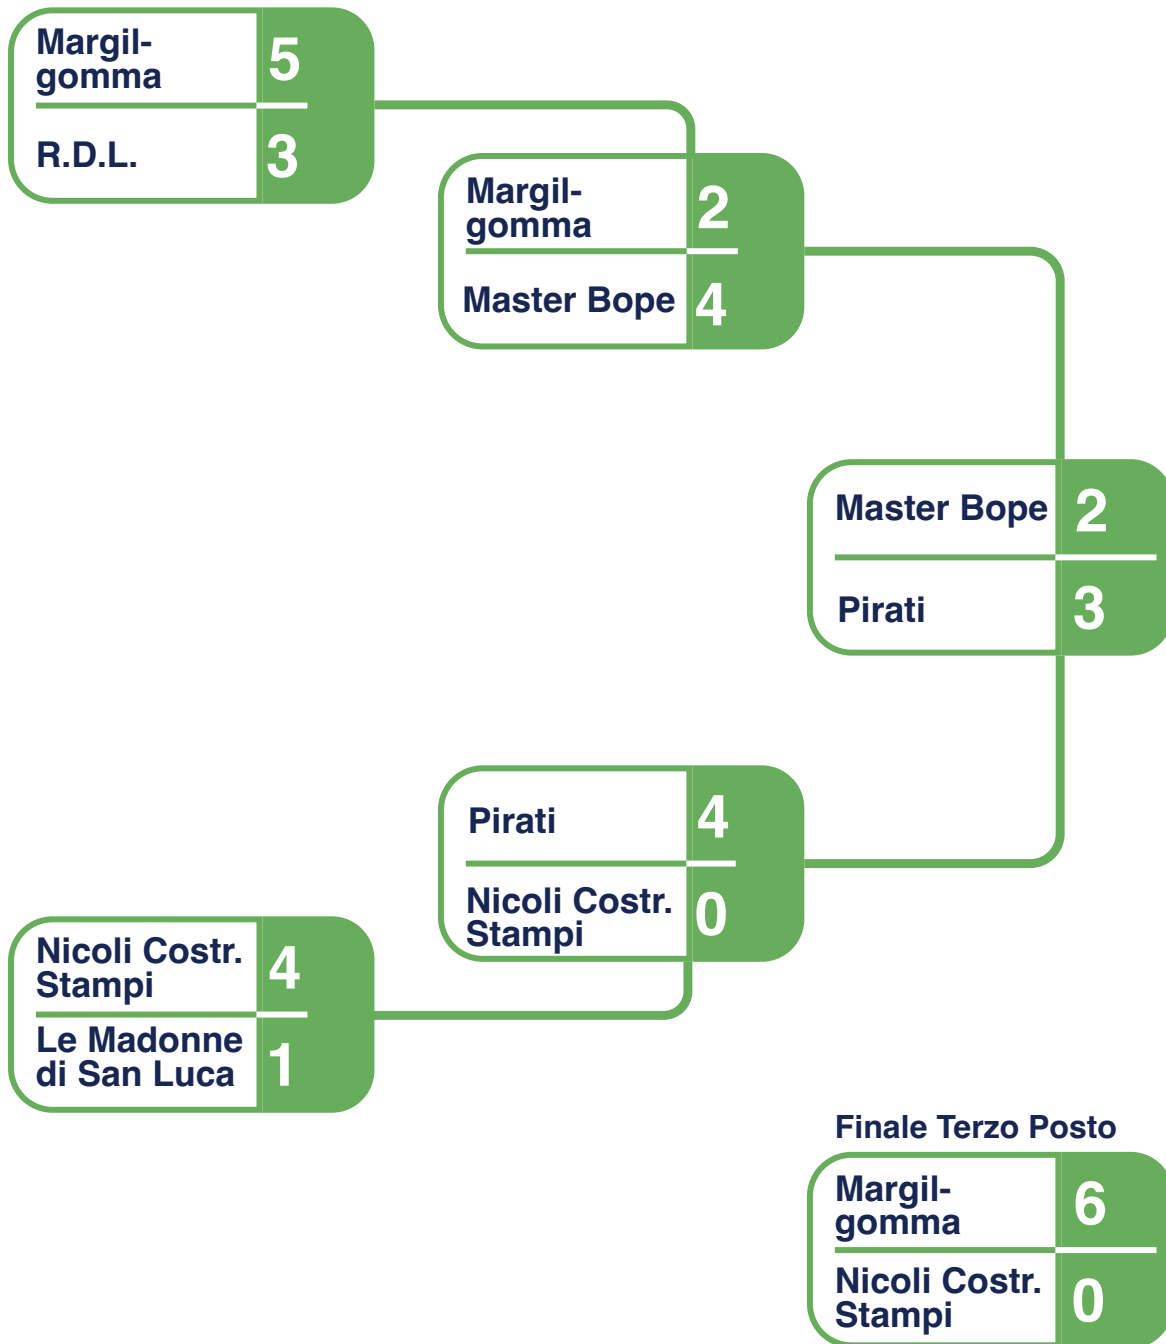 Margil-
gomma 5
R.D.L. 3
Margil-
gomma 2
Master Bope 4
Master Bope 2
Pirati 3
Pirati 4
Nicoli Costr.
Stampi 0
Nicoli Costr.
Stampi 4
Le Madonne
di San Luca 1
Finale Terzo Posto
Margil-
gomma 6
Nicoli Costr.
Stampi 0